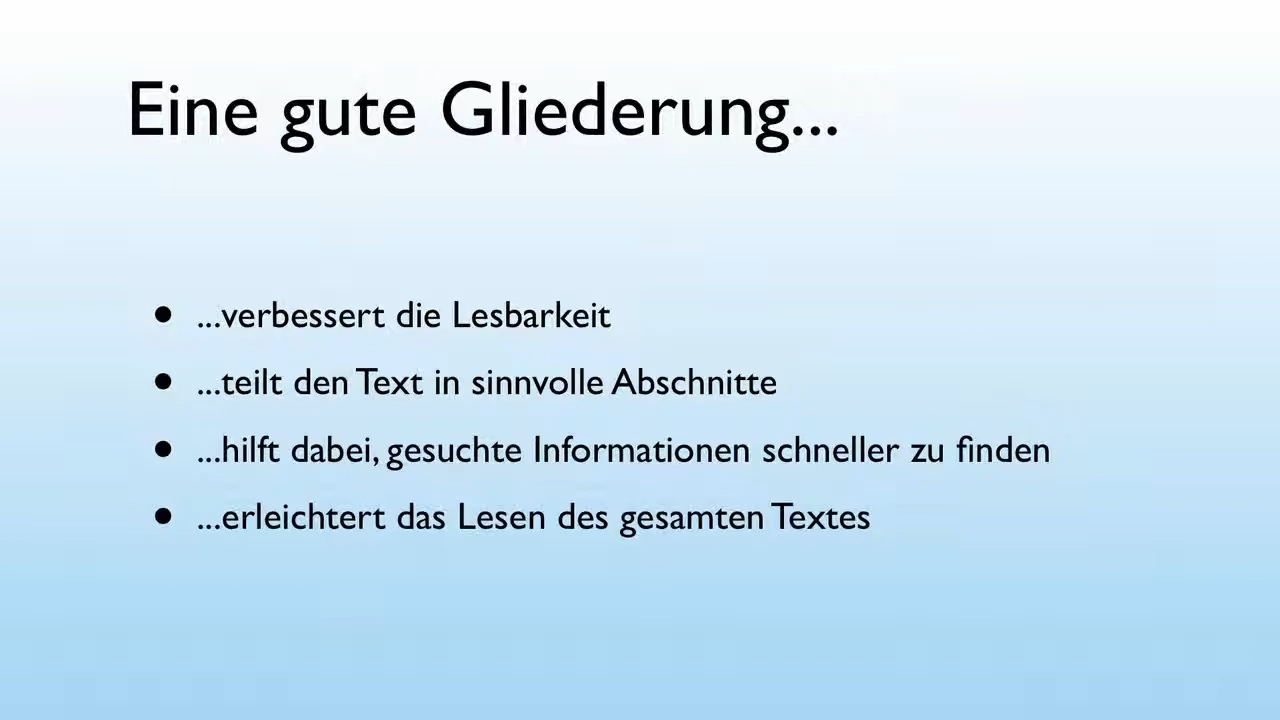 Eine gute Gliederung...
• ...verbessert die Lesbarkeit
• ...teilt den Text in sinnvolle Abschnitte
• ...hilft dabei, gesuchte Informationen schneller zu finden
• ...erleichtert das Lesen des gesamten Textes